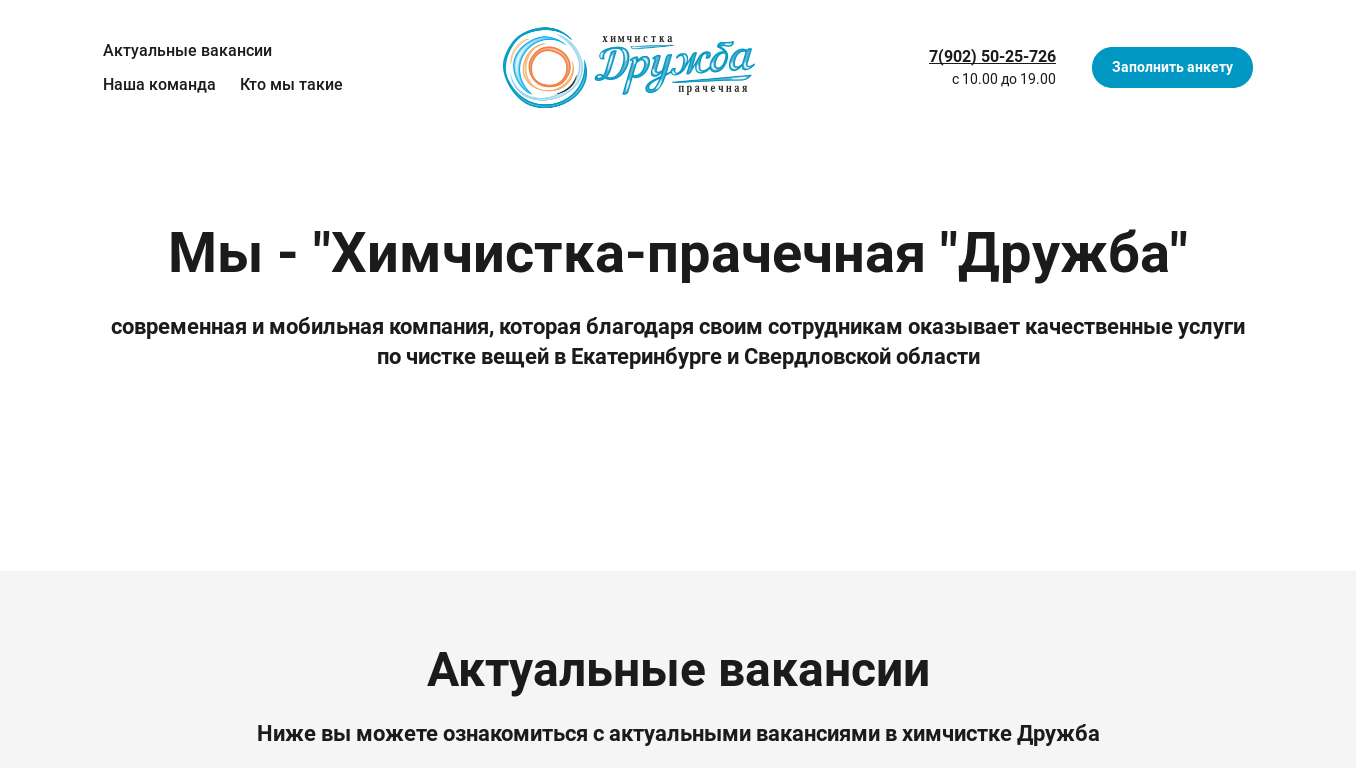 Актуальные вакансии
Наша команда Кто мы такие
химчистка
Дружба
прачечная
7(902) 50-25-726
с 10.00 до 19.00
Заполнить анкету
Мы - "Химчистка-прачечная "Дружба"
современная и мобильная компания, которая благодаря своим сотрудникам оказывает качественные услуги
по чистке вещей в Екатеринбурге и Свердловской области
Актуальные вакансии
Ниже вы можете ознакомиться с актуальными вакансиями в химчистке Дружба